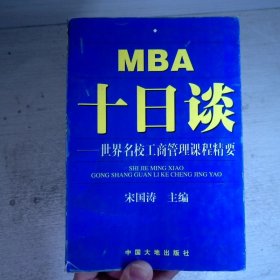 MBA
十日谈
——世界名校工商管理课程精要
SHI JIE MING XIAO
GONG SHANG GUAN LI KE CHENG JING YAO
宋国涛 主编
中国大地出版社